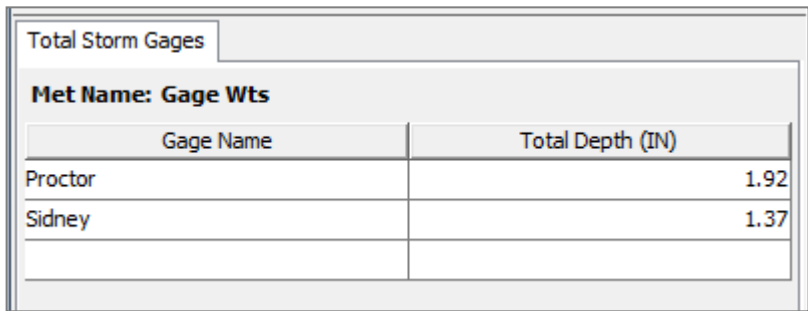 Total Storm Gages
Met Name: Gage Wts
Gage Name Total Depth (IN)
Proctor 1.92
Sidney 1.37